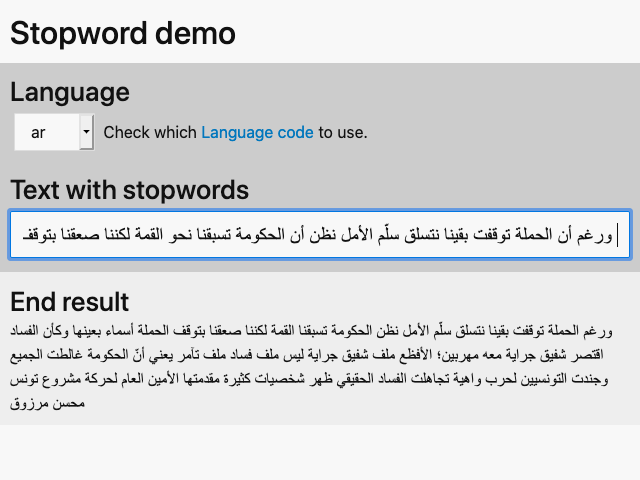 Stopword demo
Language
ar
Check which Language code to use.
Text with stopwords
ورغم أن الحملة توقفت بقينا نتسلق سلّم الأمل نظن أن الحكومة تسبقنا نحو القمة لكننا صعقنا بتوقف
End result
ورغم الحملة توقفت بقينا نتسلق سلّم الأمل نظن الحكومة تسبقنا القمة لكننا صعقنا بتوقف الحملة أسماء بعينها وكأن الفساد
اقتصر شفيق جراية معه مهربين؛ الأفظع ملف شفيق جراية ليس ملف فساد ملف تآمر يعني أنّ الحكومة غالطت الجميع
وجندت التونسيين لحرب واهية تجاهلت الفساد الحقيقي ظهر شخصيات كثيرة مقدمتها الأمين العام لحركة مشروع تونس
محسن مرزوق